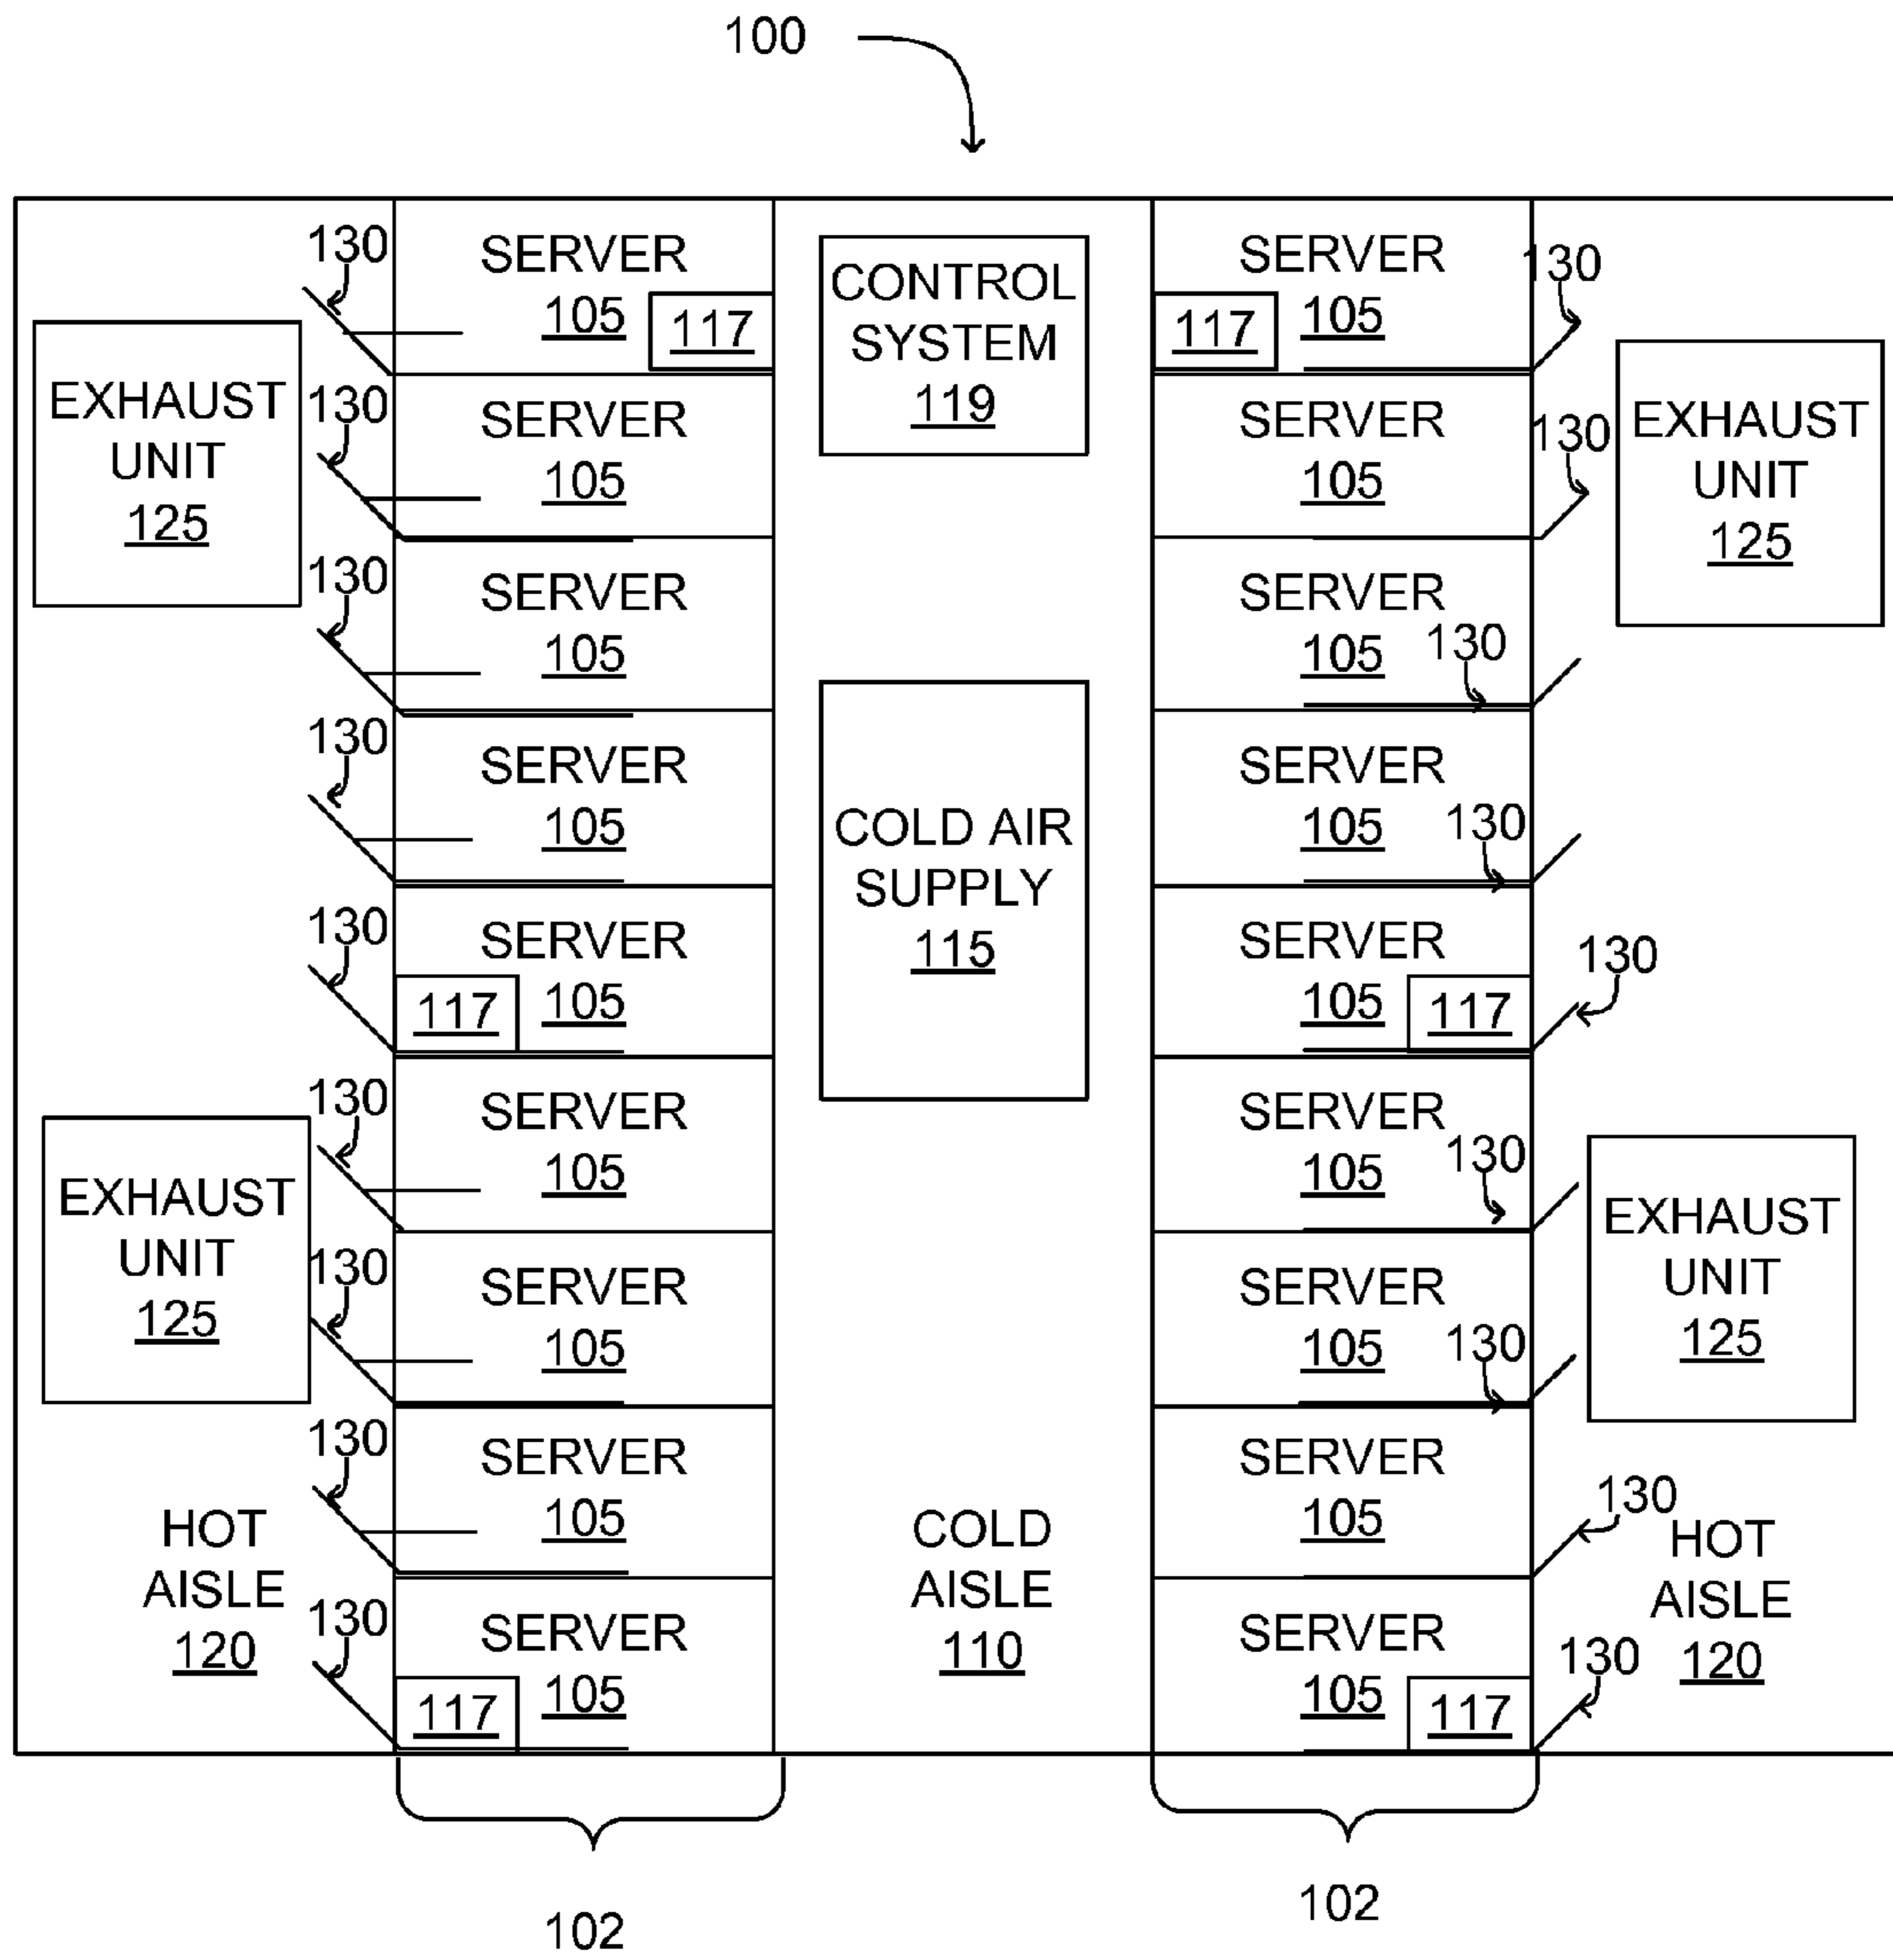 100
130
SERVER
105
117
CONTROL
SYSTEM
119
117
SERVER
105
130
EXHAUST
UNIT
125
130
SERVER
105
SERVER
105
130
EXHAUST
UNIT
125
130
SERVER
105
SERVER
105
130
130
SERVER
105
COLD AIR
SUPPLY
115
SERVER
105
130
130
SERVER
105
117
SERVER
105
117
130
130
SERVER
105
SERVER
105
130
EXHAUST
UNIT
125
130
SERVER
105
SERVER
105
130
EXHAUST
UNIT
125
130
SERVER
105
SERVER
105
130
HOT
AISLE
120
COLD
AISLE
110
HOT
AISLE
120
130
SERVER
105
117
SERVER
105
117
130
102
102